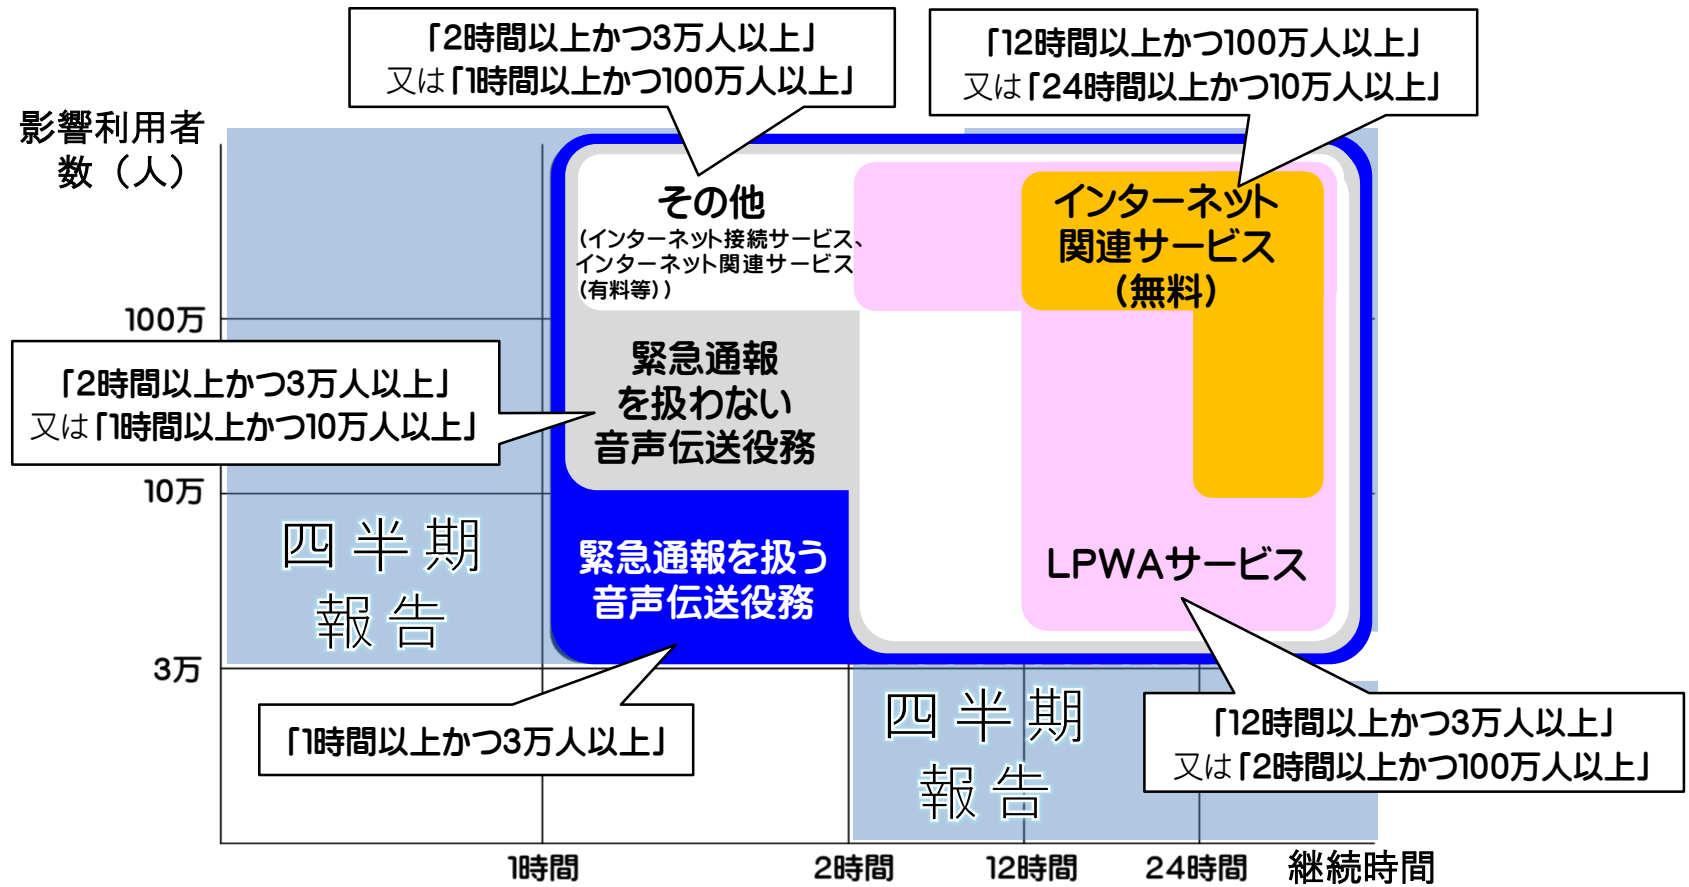 「2時間以上かつ3万人以上」
又は「1時間以上かつ100万人以上」
「12時間以上かつ100万人以上」
又は「24時間以上かつ10万人以上」
影響利用者
数（人）
その他
（インターネット接続サービス、
インターネット関連サービス
（有料等））
インターネット
関連サービス
（無料）
100万
緊急通報
を扱わない
音声伝送役務
「2時間以上かつ3万人以上」
又は「1時間以上かつ10万人以上」
10万
四半期
報告
緊急通報を扱う
音声伝送役務
LPWAサービス
3万
「1時間以上かつ3万人以上」
四半期
報告
「12時間以上かつ3万人以上」
又は「2時間以上かつ100万人以上」
1時間
2時間
12時間
24時間
継続時間